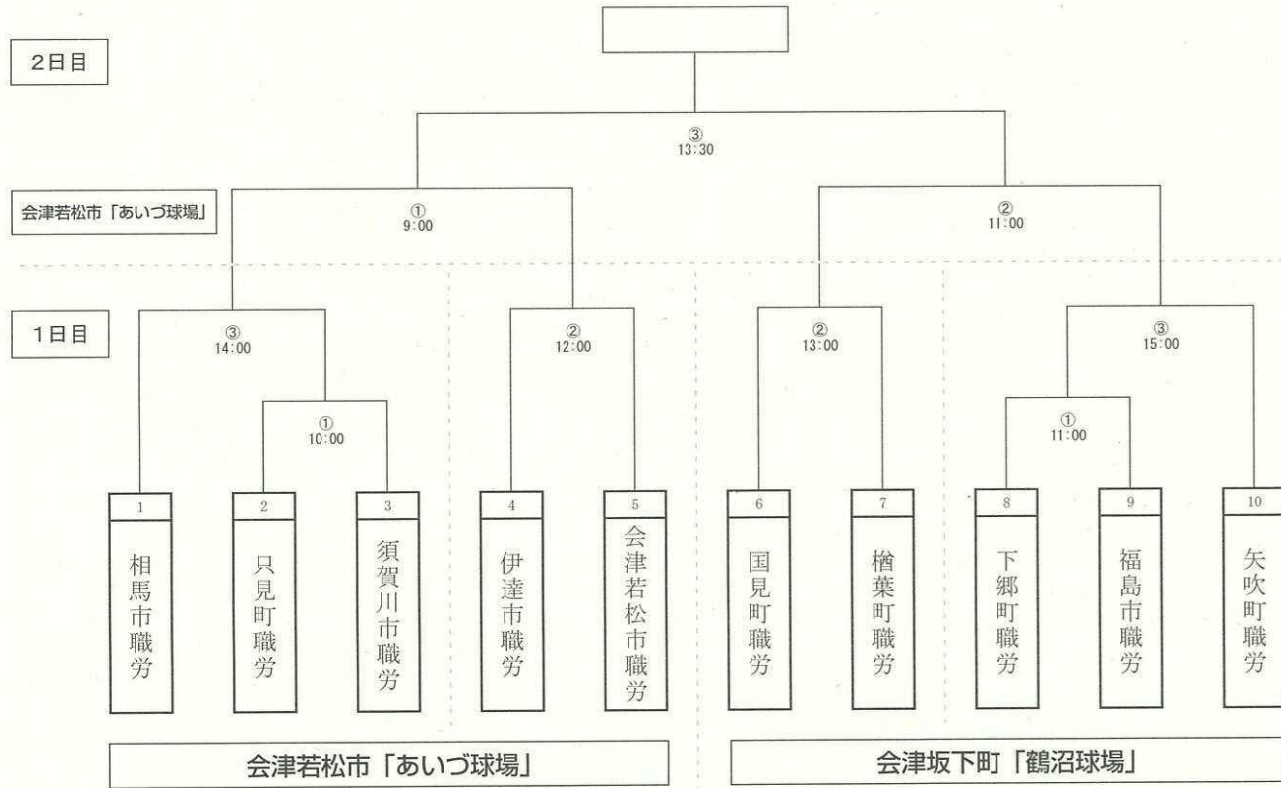 2日目
③
13:30
会津若松市「あいづ球場」
①
9:00
②
11:00
1日目
③
14:00
②
12:00
②
13:00
③
15:00
①
10:00
①
11:00
1
相馬市職労
2
只見町職労
3
須賀川市職労
4
伊達市職労
5
会津若松市職労
6
国見町職労
7
楢葉町職労
8
下郷町職労
9
福島市職労
10
矢吹町職労
会津若松市「あいづ球場」
会津坂下町「鶴沼球場」